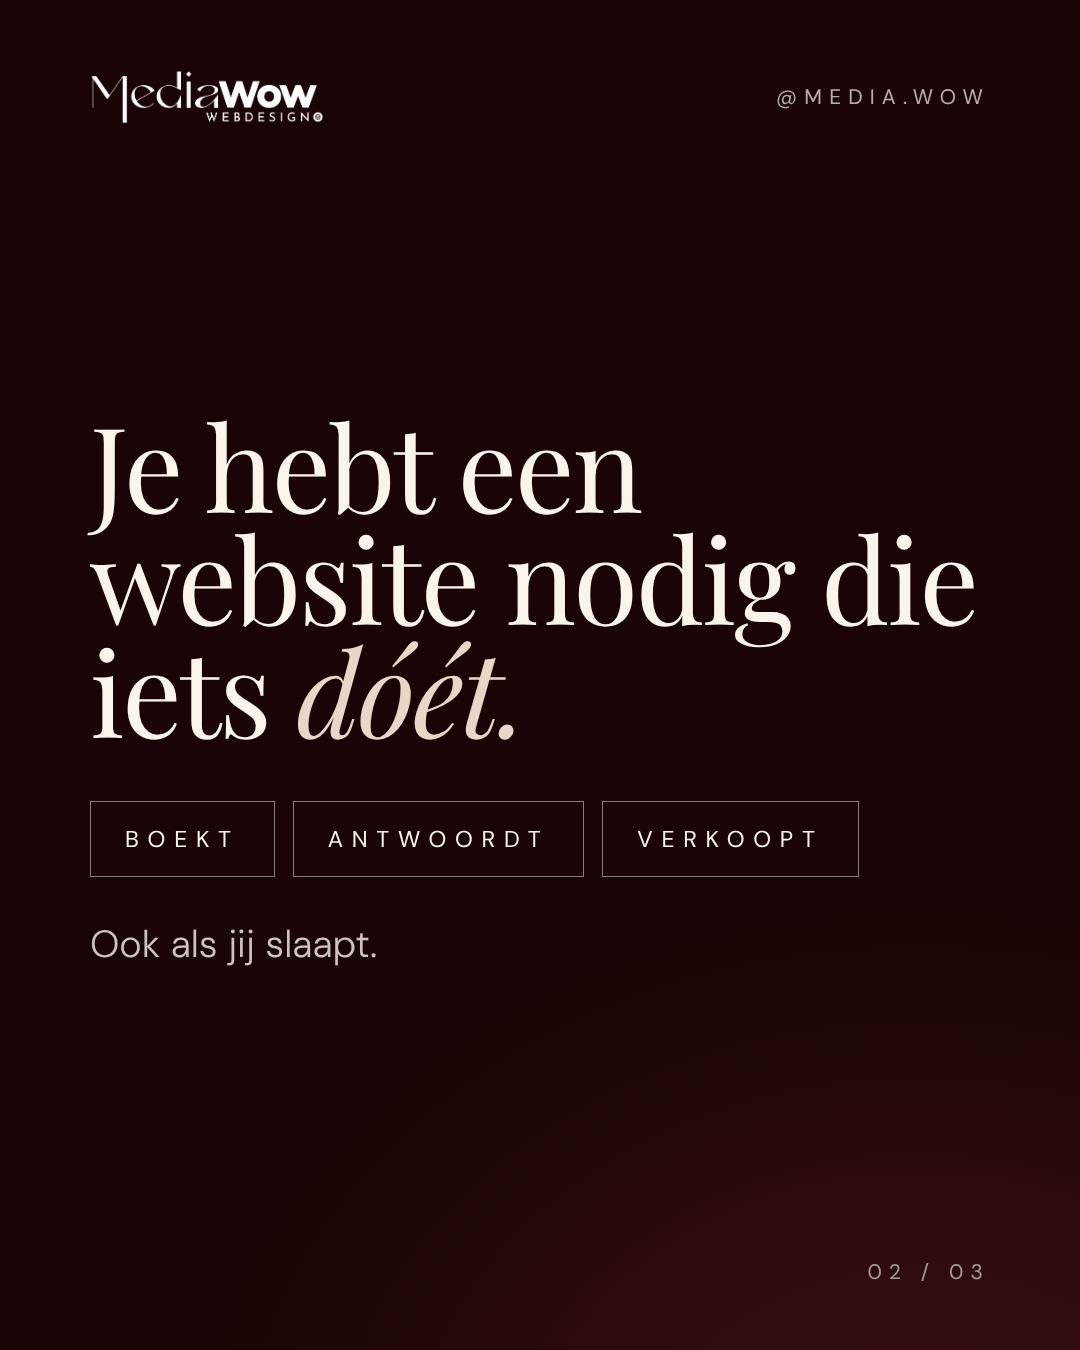 MediaWow
WEBDESIGN
@MEDIA.WOW
Je hebt een
website nodig die
iets dóét.
BOEKT
ANTWOORDT
VERKOOPT
Ook als jij slaapt.
02 / 03